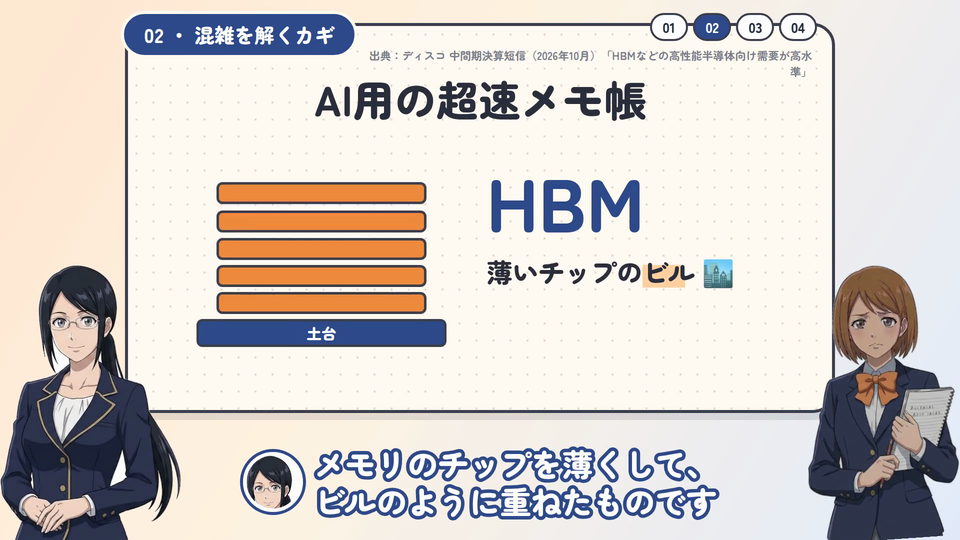 02 ・ 混雑を解くカギ
01 02 03 04
出典：ディスコ 中間期決算短信（2026年10月）「HBMなどの高性能半導体向け需要が高水
準」
AI用の超速メモ帳
HBM
薄いチップのビル
土台
メモリのチップを薄くして、
ビルのように重ねたものです